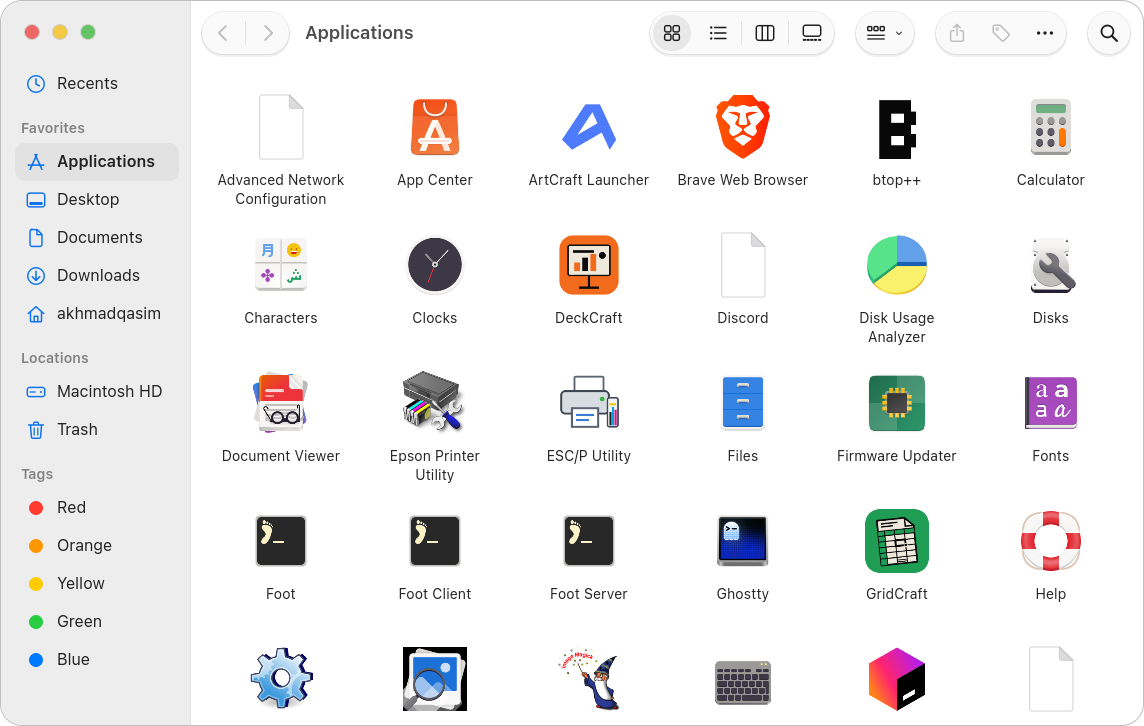 Applications
Recents
Favorites
Applications
Desktop
Documents
Downloads
akhmadqasim
Locations
Macintosh HD
Trash
Tags
Red
Orange
Yellow
Green
Blue
Advanced Network
Configuration
App Center
ArtCraft Launcher
Brave Web Browser
btop++
Calculator
月
ش
Characters
Clocks
DeckCraft
Discord
Disk Usage
Analyzer
Disks
Document Viewer
Epson Printer
Utility
ESC/P Utility
Files
Firmware Updater
a a
a a
Fonts
Foot
Foot Client
Foot Server
Ghostty
GridCraft
Help
Image Magick